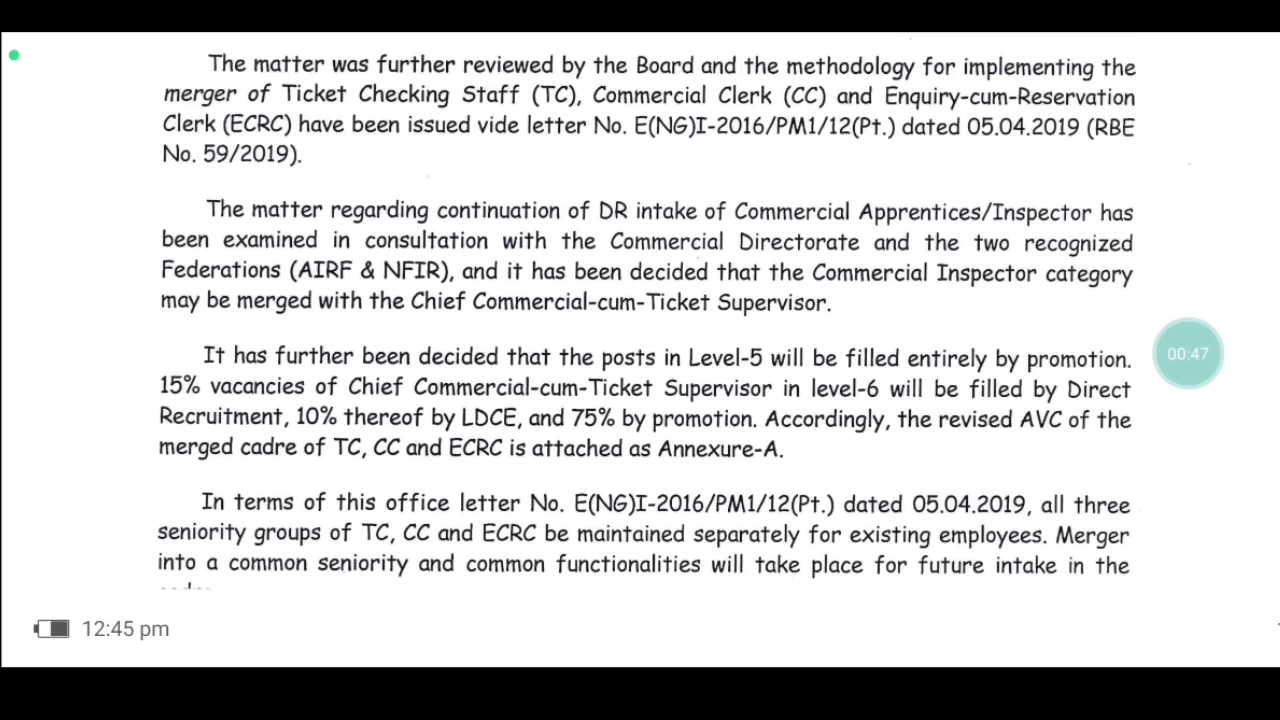 The matter was further reviewed by the Board and the methodology for implementing the
merger of Ticket Checking Staff (TC), Commercial Clerk (CC) and Enquiry-cum-Reservation
Clerk (ECRC) have been issued vide letter No. E(NG)I-2016/PM1/12(Pt.) dated 05.04.2019 (RBE
No. 59/2019).
The matter regarding continuation of DR intake of Commercial Apprentices/Inspector has
been examined in consultation with the Commercial Directorate and the two recognized
Federations (AIRF & NFIR), and it has been decided that the Commercial Inspector category
may be merged with the Chief Commercial-cum-Ticket Supervisor.
00:47
It has further been decided that the posts in Level-5 will be filled entirely by promotion.
15% vacancies of Chief Commercial-cum-Ticket Supervisor in level-6 will be filled by Direct
Recruitment, 10% thereof by LDCE, and 75% by promotion. Accordingly, the revised AVC of the
merged cadre of TC, CC and ECRC is attached as Annexure-A.
In terms of this office letter No. E(NG)I-2016/PM1/12(Pt.) dated 05.04.2019, all three
seniority groups of TC, CC and ECRC be maintained separately for existing employees. Merger
into a common seniority and common functionalities will take place for future intake in the
12:45 pm